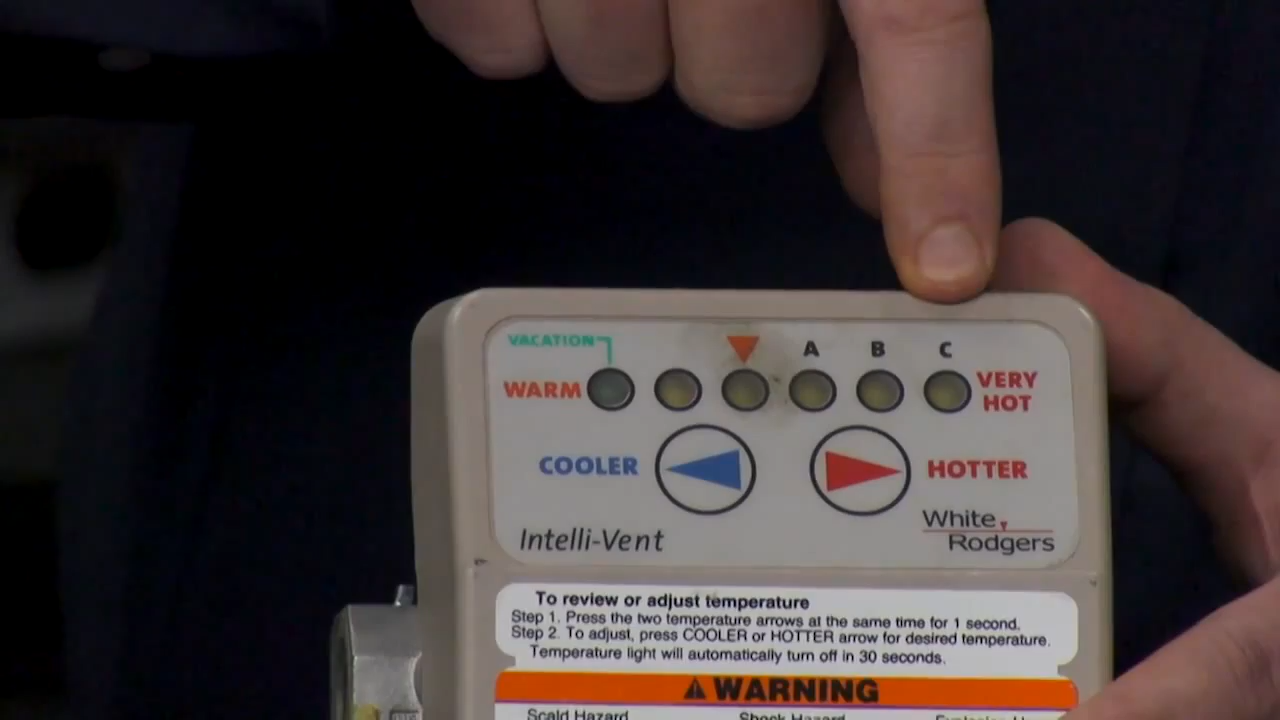 VACATION
A B C
WARM
VERY
HOT
COOLER
HOTTER
Intelli-Vent
White
Rodgers
To review or adjust temperature
Step 1. Press the two temperature arrows at the same time for 1 second.
Step 2. To adjust, press COOLER or HOTTER arrow for desired temperature.
Temperature light will automatically turn off in 30 seconds.
WARNING
Scald Hazard Shock Hazard